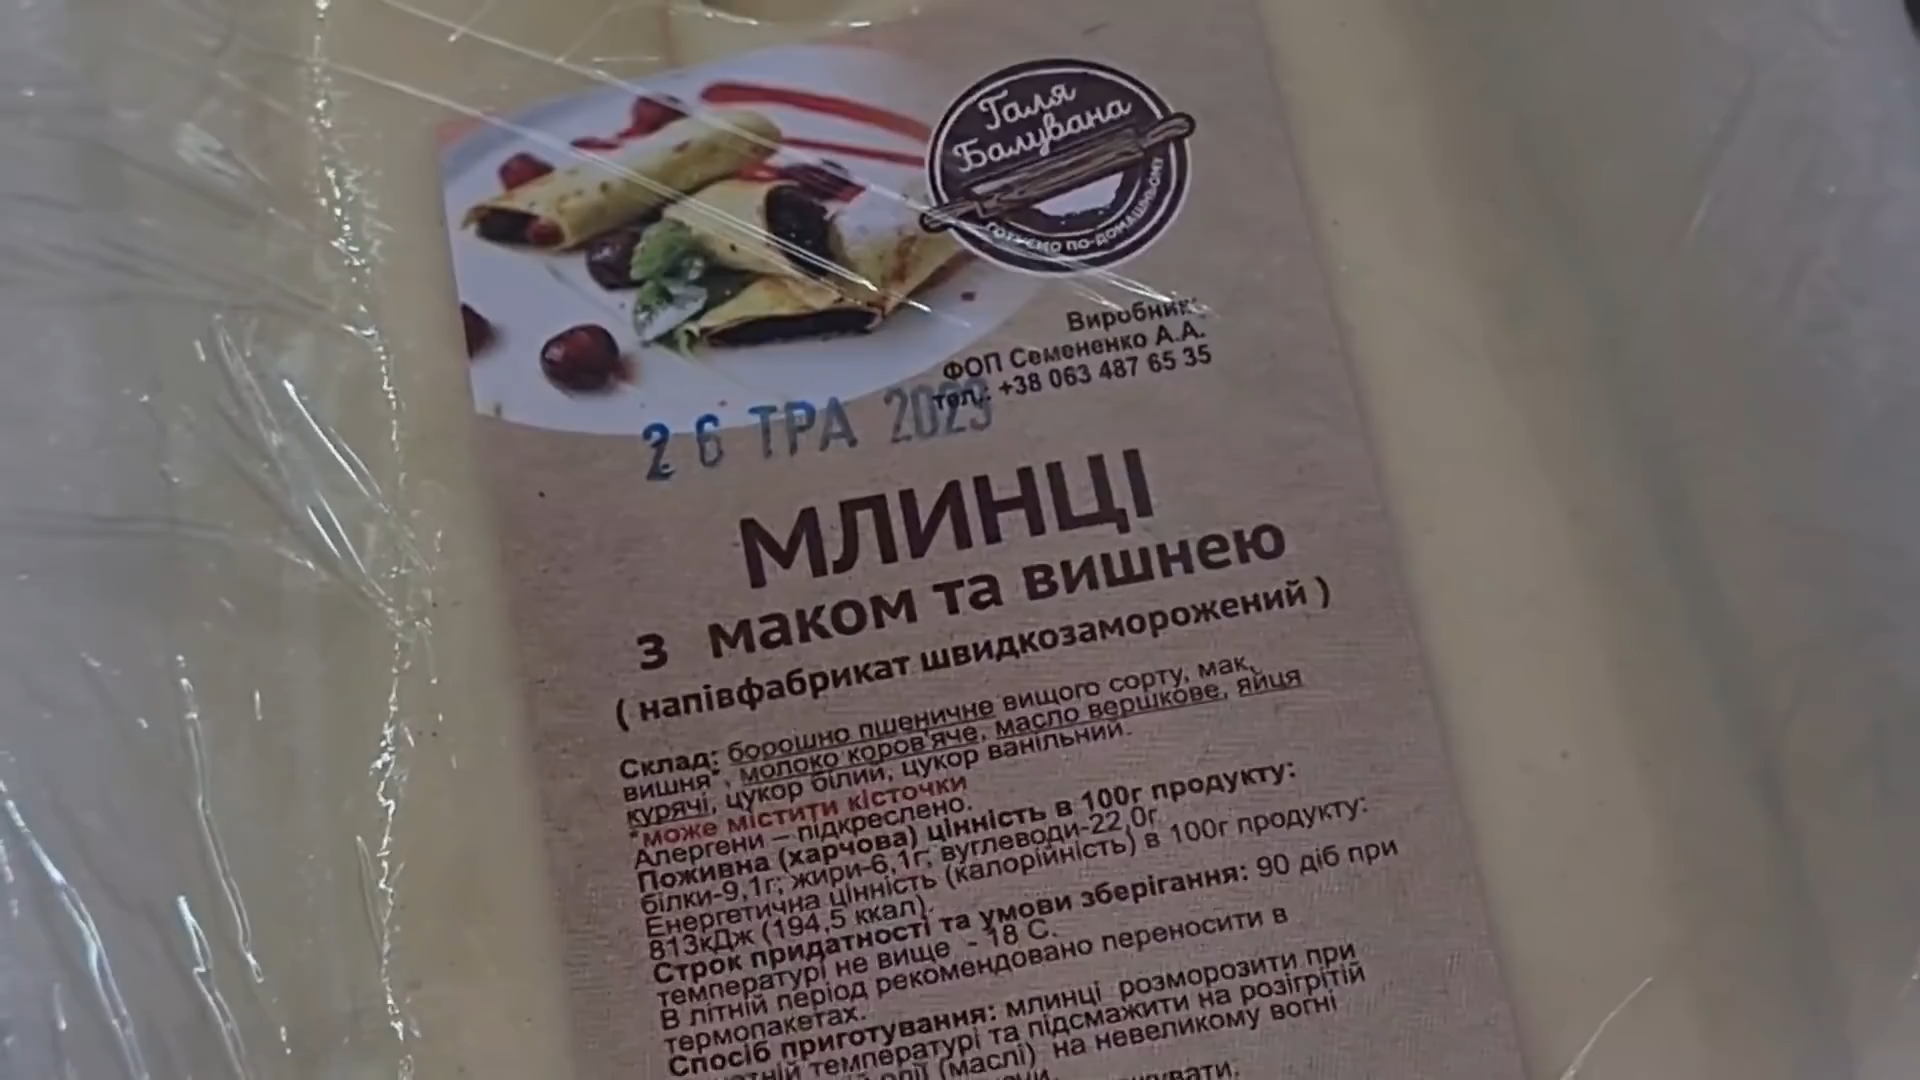 Галя
Балувана
ГОТУЄМО ПО-ДОМАШНЬОМУ
Виробник:
ФОП Семененко А.А.
тел.: +38 063 487 65 35
26 ТРА 2023
МЛИНЦІ
з маком та вишнею
( напівфабрикат швидкозаморожений )
Склад: борошно пшеничне вищого сорту, мак,
вишня*, молоко коров'яче, масло вершкове, яйця
курячі, цукор білий, цукор ванільний.
*може містити кісточки
Алергени – підкреслено.
Поживна (харчова) цінність в 100г продукту:
білки-9,1г; жири-6,1г; вуглеводи-22,0г
Енергетична цінність (калорійність) в 100г продукту:
813кДж (194,5 ккал).
Строк придатності та умови зберігання: 90 діб при
температурі не вище - 18 С.
В літній період рекомендовано переносити в
термопакетах.
Спосіб приготування: млинці розморозити при
температурі та підсмажити на розігрітій
(маслі) на невеликому вогні